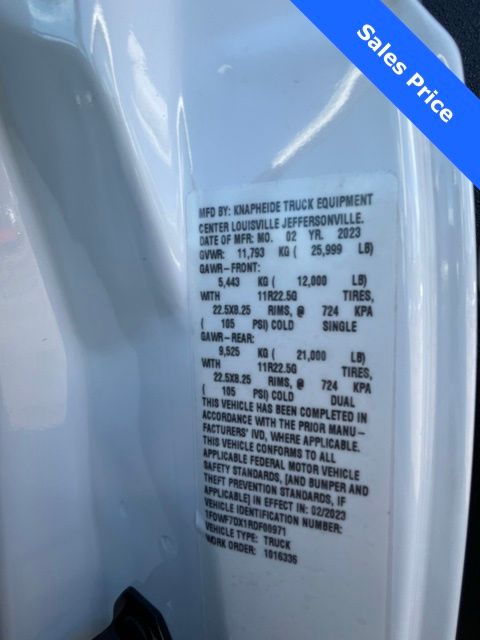 Sales Price
MFD BY: KNAPHEIDE TRUCK EQUIPMENT
CENTER LOUISVILLE JEFFERSONVILLE.
DATE OF MFR: MO. 02 YR. 2023
GVWR: 11,793 KG ( 25,999 LB)
GAWR-FRONT:
5,443 KG ( 12,000 LB)
WITH 11R22.5G TIRES,
22.5X8.25 RIMS, @ 724 KPA
( 105 PSI) COLD SINGLE
GAWR-REAR:
9,525 KG ( 21,000 LB)
WITH 11R22.5G TIRES,
22.5X8.25 RIMS, @ 724 KPA
( 105 PSI) COLD DUAL
THIS VEHICLE HAS BEEN COMPLETED IN
ACCORDANCE WITH THE PRIOR MANU-
FACTURERS' IVD, WHERE APPLICABLE.
THIS VEHICLE CONFORMS TO ALL
APPLICABLE FEDERAL MOTOR VEHICLE
SAFETY STANDARDS, [AND BUMPER AND
THEFT PREVENTION STANDARDS, IF
APPLICABLE] IN EFFECT IN: 02/2023
VEHICLE IDENTIFICATION NUMBER:
1FDWF7DX1RDF00971
VEHICLE TYPE: TRUCK
WORK ORDER: 1016336